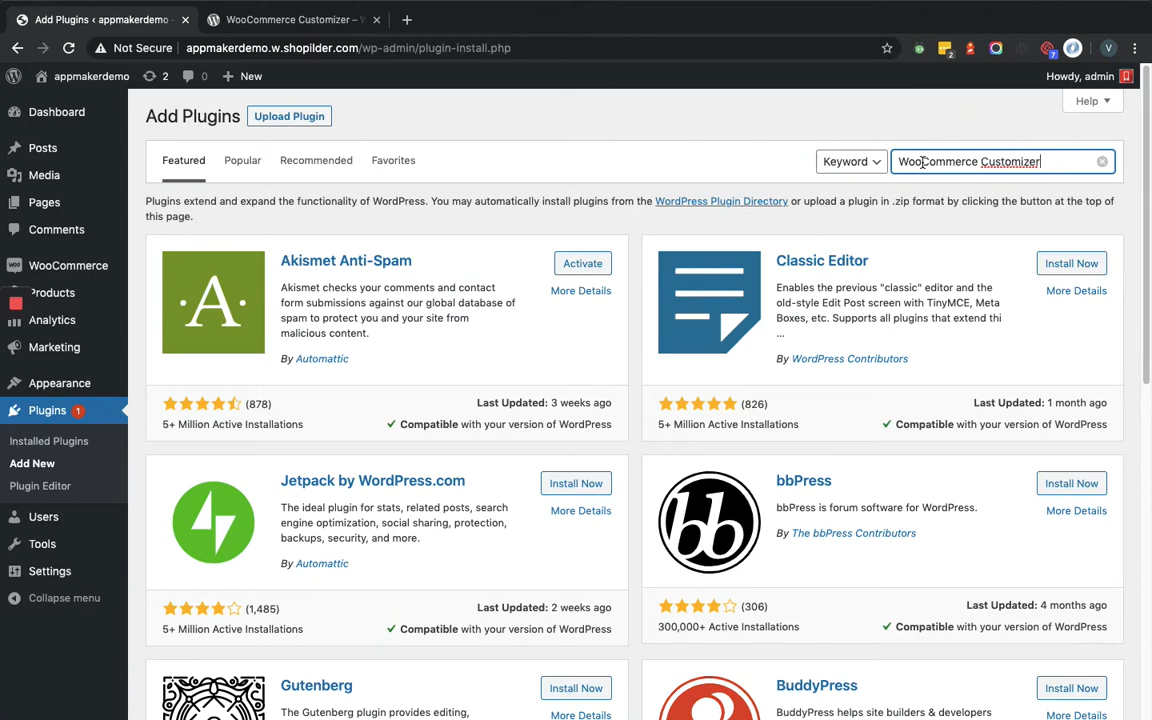 Add Plugins ‹ appmakerdemo -
WooCommerce Customizer – W
Not Secure
appmakerdemo.w.shopilder.com/wp-admin/plugin-install.php
2
7
V
appmakerdemo
2
0
New
Howdy, admin
Dashboard
Posts
Media
Pages
Comments
WooCommerce
Products
Analytics
Marketing
Appearance
Plugins 1
Installed Plugins
Add New
Plugin Editor
Users
Tools
Settings
Collapse menu
Help
Add Plugins
Upload Plugin
Featured
Popular
Recommended
Favorites
Keyword
WooCommerce Customizer
Plugins extend and expand the functionality of WordPress. You may automatically install plugins from the WordPress Plugin Directory or upload a plugin in .zip format by clicking the button at the top of
this page.
A
Akismet Anti-Spam
Activate
More Details
Akismet checks your comments and contact
form submissions against our global database of
spam to protect you and your site from
malicious content.
By Automattic
(878)
Last Updated: 3 weeks ago
5+ Million Active Installations
Compatible with your version of WordPress
Classic Editor
Install Now
More Details
Enables the previous "classic" editor and the
old-style Edit Post screen with TinyMCE, Meta
Boxes, etc. Supports all plugins that extend thi
...
By WordPress Contributors
(826)
Last Updated: 1 month ago
5+ Million Active Installations
Compatible with your version of WordPress
Jetpack by WordPress.com
Install Now
More Details
The ideal plugin for stats, related posts, search
engine optimization, social sharing, protection,
backups, security, and more.
By Automattic
(1,485)
Last Updated: 2 weeks ago
5+ Million Active Installations
Compatible with your version of WordPress
bb
bbPress
Install Now
More Details
bbPress is forum software for WordPress.
By The bbPress Contributors
(306)
Last Updated: 4 months ago
300,000+ Active Installations
Compatible with your version of WordPress
Gutenberg
Install Now
More Details
The Gutenberg plugin provides editing,
BuddyPress
Install Now
More Details
BuddyPress helps site builders & developers